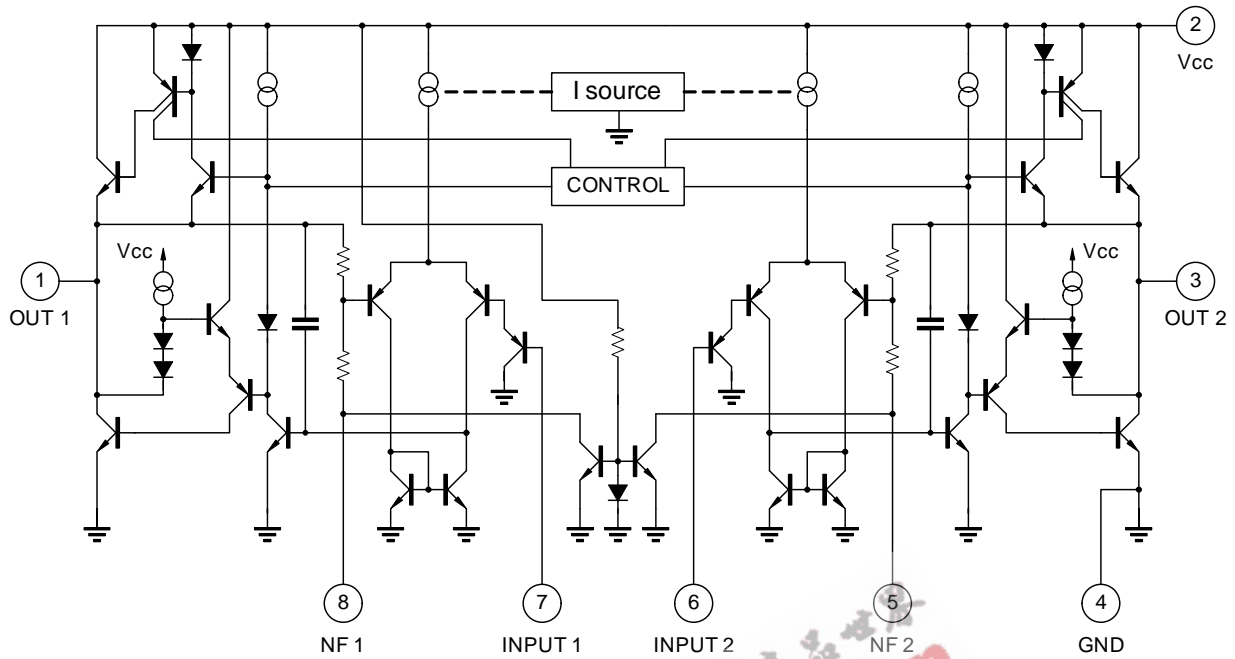 2
Vcc
I source
CONTROL
Vcc
1
OUT 1
Vcc
3
OUT 2
8
NF 1
7
INPUT 1
6
INPUT 2
5
NF 2
4
GND